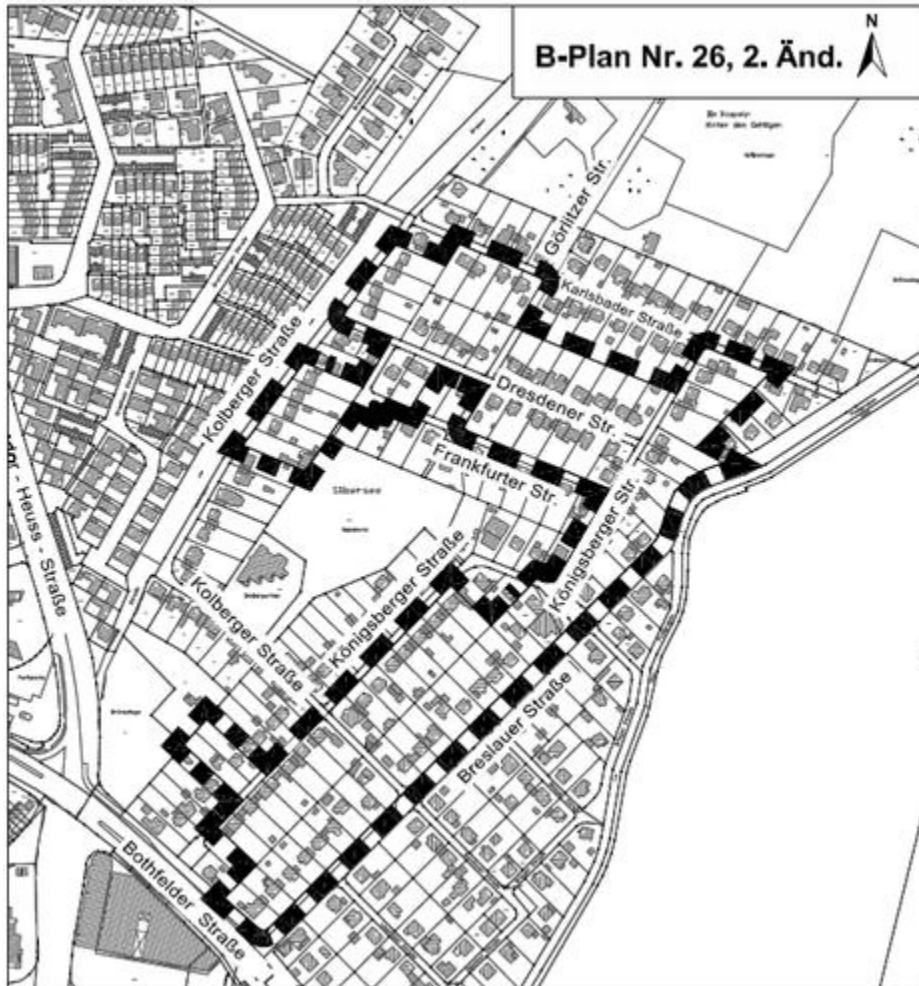 B-Plan Nr. 26, 2. Änd.
N
Görlitzer Str.
Karlsbader Straße
Kolberger Straße
Dresdener Str.
Frankfurter Str.
Königsberger Str.
Heuss - Straße
Kolberger Straße
Königsberger Straße
Breslauer Straße
Bothfelder Straße